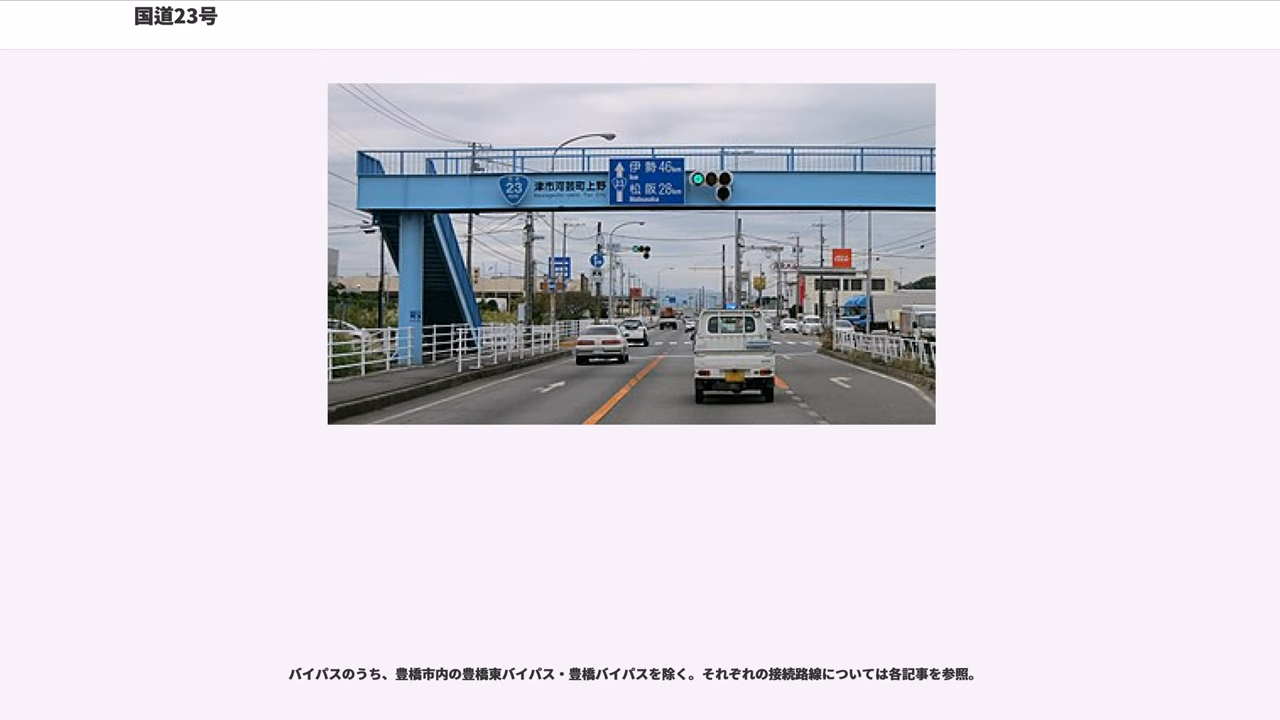 国道23号
23
津市河芸町上野
伊勢 46km
Ise
23
松阪 28km
Matsusaka
バイパスのうち、豊橋市内の豊橋東バイパス・豊橋バイパスを除く。それぞれの接続路線については各記事を参照。